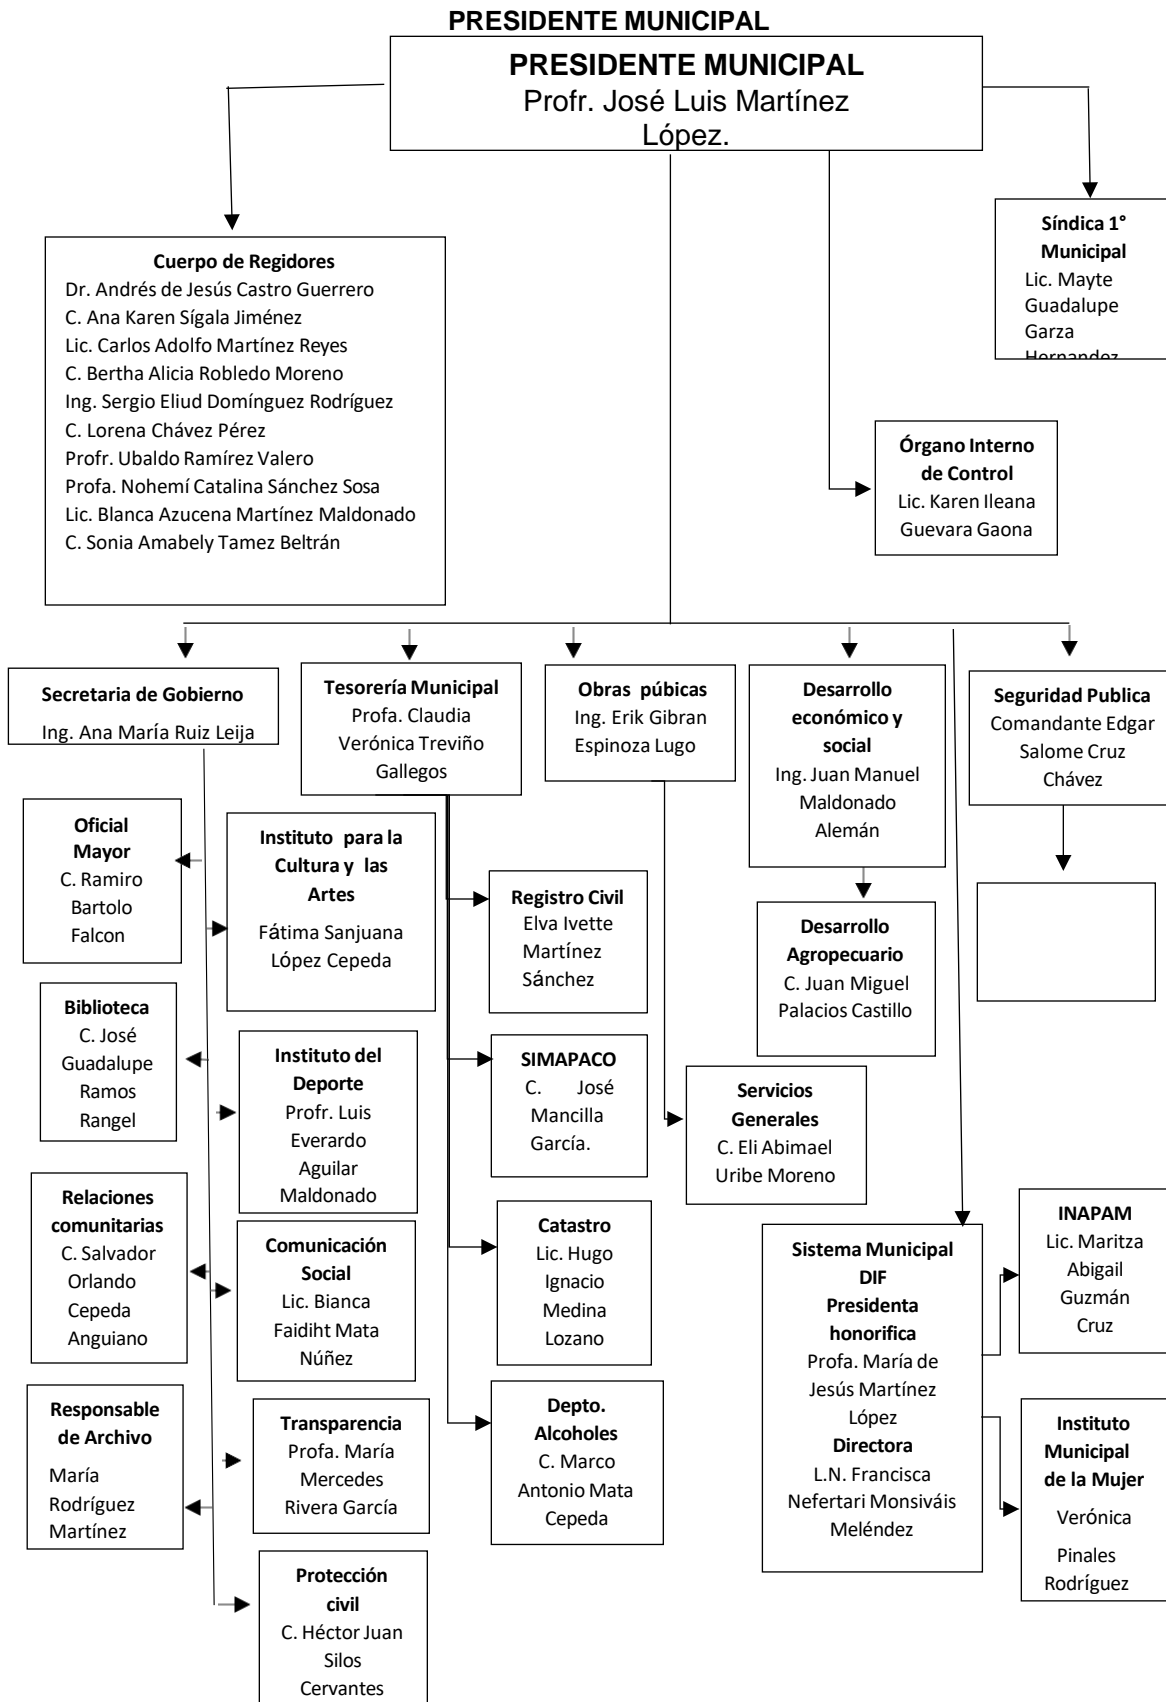 PRESIDENTE MUNICIPAL
PRESIDENTE MUNICIPAL
Profr. José Luis Martínez
López.
Síndica 1°
Municipal
Lic. Mayte
Guadalupe
Garza
Hernandez
Cuerpo de Regidores
Dr. Andrés de Jesús Castro Guerrero
C. Ana Karen Sígala Jiménez
Lic. Carlos Adolfo Martínez Reyes
C. Bertha Alicia Robledo Moreno
Ing. Sergio Eliud Domínguez Rodríguez
C. Lorena Chávez Pérez
Profr. Ubaldo Ramírez Valero
Profa. Nohemí Catalina Sánchez Sosa
Lic. Blanca Azucena Martínez Maldonado
C. Sonia Amabely Tamez Beltrán
Órgano Interno
de Control
Lic. Karen Ileana
Guevara Gaona
Secretaria de Gobierno
Ing. Ana María Ruiz Leija
Tesorería Municipal
Profa. Claudia
Verónica Treviño
Gallegos
Obras púbicas
Ing. Erik Gibran
Espinoza Lugo
Desarrollo
económico y
social
Ing. Juan Manuel
Maldonado
Alemán
Seguridad Publica
Comandante Edgar
Salome Cruz
Chávez
Oficial
Mayor
C. Ramiro
Bartolo
Falcon
Instituto para la
Cultura y las
Artes
Fátima Sanjuana
López Cepeda
Registro Civil
Elva Ivette
Martínez
Sánchez
Desarrollo
Agropecuario
C. Juan Miguel
Palacios Castillo
Biblioteca
C. José
Guadalupe
Ramos
Rangel
Instituto del
Deporte
Profr. Luis
Everardo
Aguilar
Maldonado
SIMAPACO
C. José
Mancilla
García.
Servicios
Generales
C. Eli Abimael
Uribe Moreno
Relaciones
comunitarias
C. Salvador
Orlando
Cepeda
Anguiano
Comunicación
Social
Lic. Bianca
Faidiht Mata
Núñez
Catastro
Lic. Hugo
Ignacio
Medina
Lozano
Sistema Municipal
DIF
Presidenta
honorifica
Profa. María de
Jesús Martínez
López
Directora
L.N. Francisca
Nefertari Monsiváis
Meléndez
INAPAM
Lic. Maritza
Abigail
Guzmán
Cruz
Responsable
de Archivo
María
Rodríguez
Martínez
Transparencia
Profa. María
Mercedes
Rivera García
Depto.
Alcoholes
C. Marco
Antonio Mata
Cepeda
Instituto
Municipal
de la Mujer
Verónica
Pinales
Rodríguez
Protección
civil
C. Héctor Juan
Silos
Cervantes